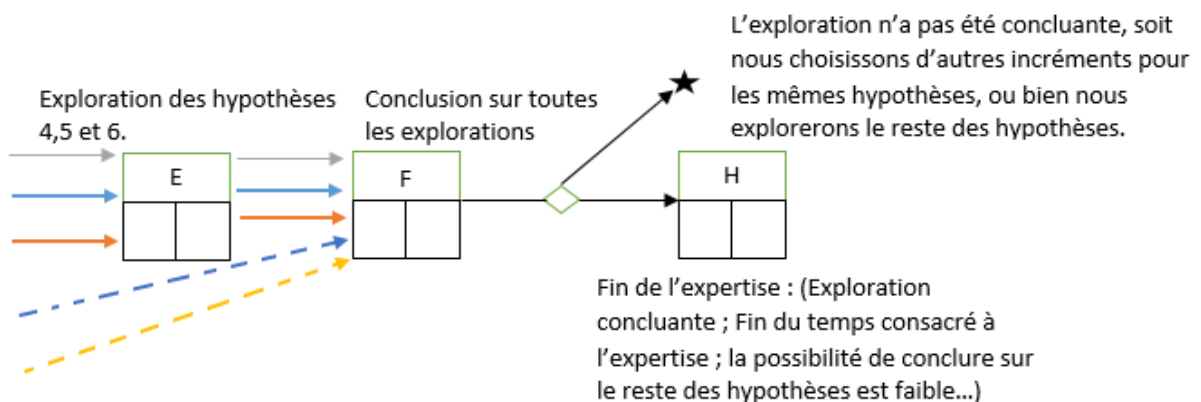 L’exploration n’a pas été concluante, soit
nous choisissons d’autres incréments pour
les mêmes hypothèses, ou bien nous
explorerons le reste des hypothèses.
Exploration des hypothèses
4,5 et 6.
Conclusion sur toutes
les explorations
E
F
H
Fin de l’expertise : (Exploration
concluante ; Fin du temps consacré à
l’expertise ; la possibilité de conclure sur
le reste des hypothèses est faible…)